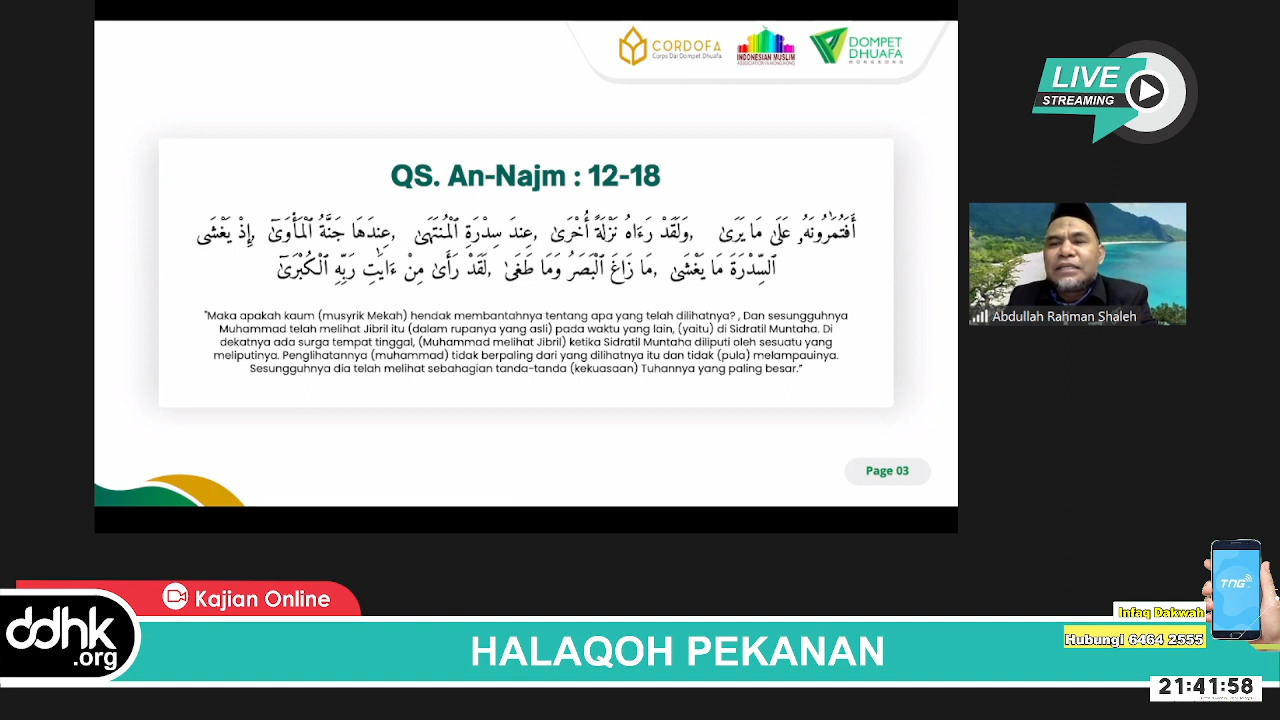 CORDOFA
Corps Dai Dompet Dhuafa
INDONESIAN MUSLIM
ASSOCIATION IN HONGKONG
DOMPET
DHUAFA
HONGKONG
LIVE
STREAMING
QS. An-Najm : 12-18
أَفَتُمَٰرُونَهُۥ عَلَىٰ مَا يَرَىٰ وَلَقَدْ رَءَاهُ نَزْلَةً أُخْرَىٰ, عِندَ سِدْرَةِ ٱلْمُنتَهَىٰ عِندَهَا جَنَّةُ ٱلْمَأْوَىٰٓ, إِذْ يَغْشَى
ٱلسِّدْرَةَ مَا يَغْشَىٰ, مَا زَاغَ ٱلْبَصَرُ وَمَا طَغَىٰ, لَقَدْ رَأَىٰ مِنْ ءَايَٰتِ رَبِّهِ ٱلْكُبْرَىٰٓ
"Maka apakah kaum (musyrik Mekah) hendak membantahnya tentang apa yang telah dilihatnya? , Dan sesungguhnya
Muhammad telah melihat Jibril itu (dalam rupanya yang asli) pada waktu yang lain, (yaitu) di Sidratil Muntaha. Di
dekatnya ada surga tempat tinggal, (Muhammad melihat Jibril) ketika Sidratil Muntaha diliputi oleh sesuatu yang
meliputinya. Penglihatannya (muhammad) tidak berpaling dari yang dilihatnya itu dan tidak (pula) melampauinya.
Sesungguhnya dia telah melihat sebahagian tanda-tanda (kekuasaan) Tuhannya yang paling besar.”
Abdullah Rahman Shaleh
Page 03
Kajian Online
ddhk
.org
HALAQOH PEKANAN
TNG
Infaq Dakwah
Hubungi 6464 2555
21:41:58